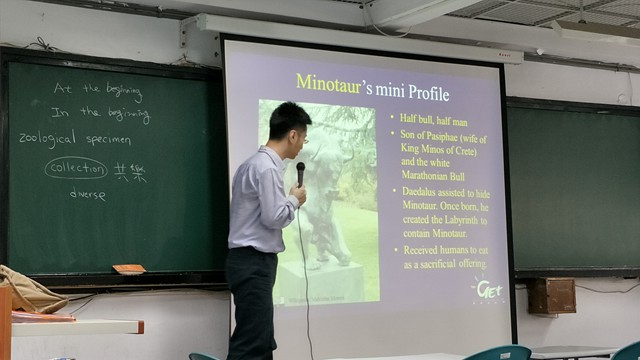 At the beginning
In the beginning
zoological specimen
collection
diverse
Minotaur's mini Profile
• Half bull, half man
• Son of Pasiphae (wife of
King Minos of Crete)
and the white
Marathonian Bull
• Daedalus assisted to hide
Minotaur. Once born, he
created the Labyrinth to
contain Minotaur.
• Received humans to eat
as a sacrificial offering.
GET